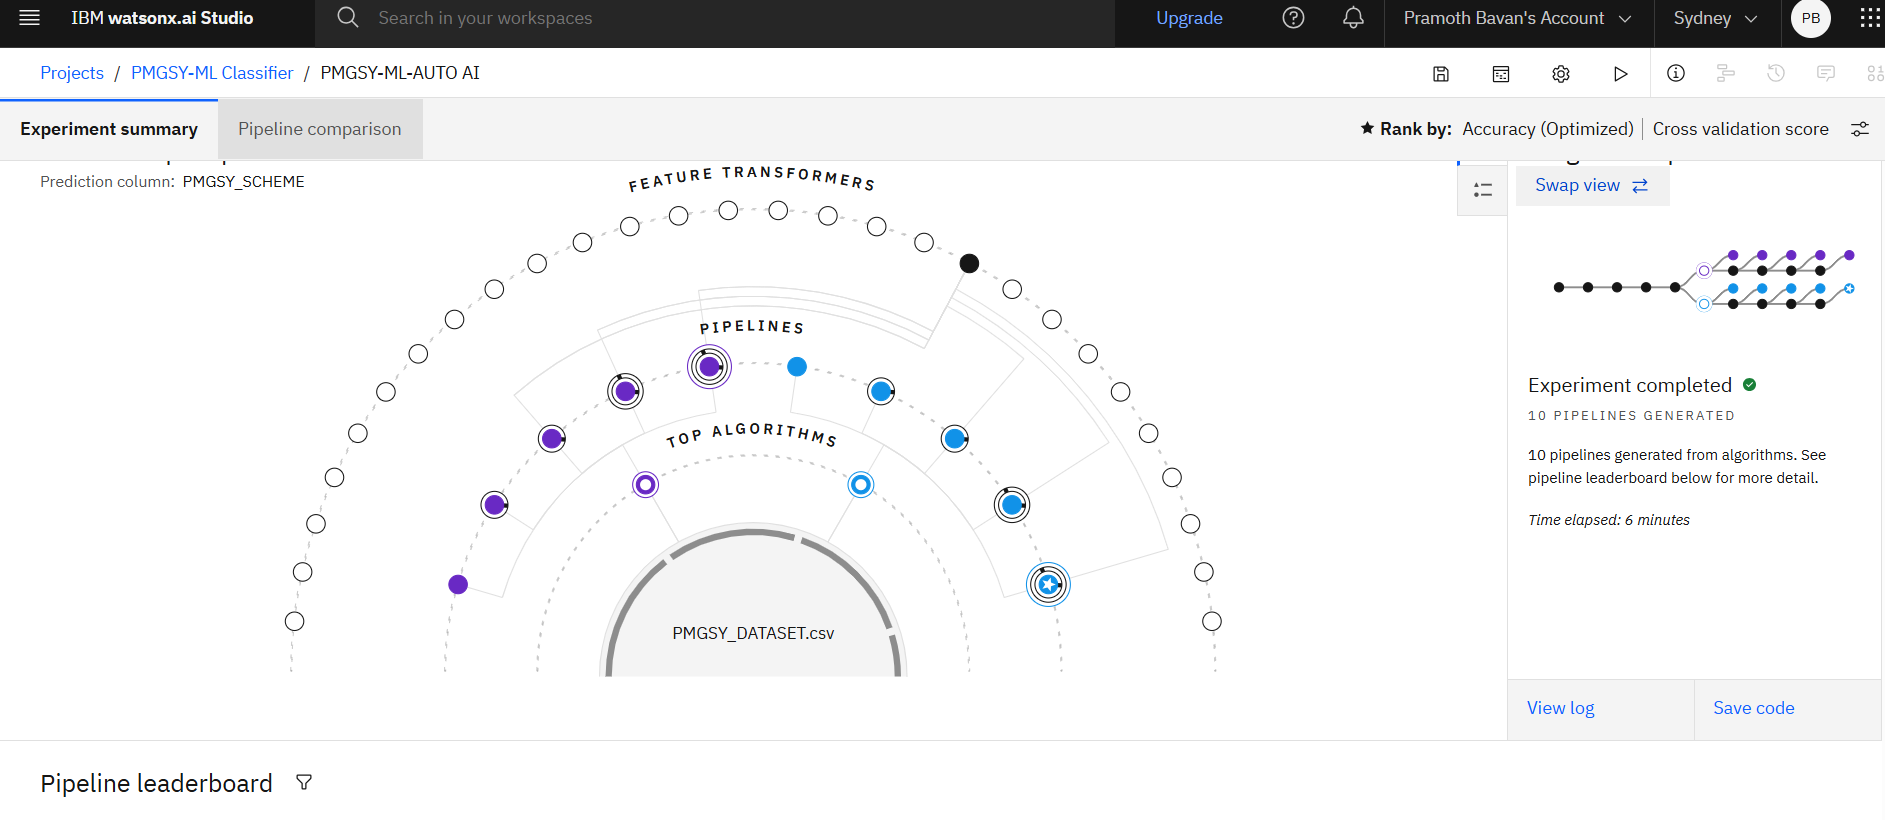 IBM watsonx.ai Studio
Search in your workspaces
Upgrade
Pramoth Bavan's Account
Sydney
PB
Projects / PMGSY-ML Classifier / PMGSY-ML-AUTO AI
Experiment summary
Pipeline comparison
Rank by: Accuracy (Optimized) | Cross validation score
Prediction column: PMGSY_SCHEME
FEATURE TRANSFORMERS
PIPELINES
TOP ALGORITHMS
PMGSY_DATASET.csv
Swap view
Experiment completed
10 PIPELINES GENERATED
10 pipelines generated from algorithms. See
pipeline leaderboard below for more detail.
Time elapsed: 6 minutes
View log
Save code
Pipeline leaderboard